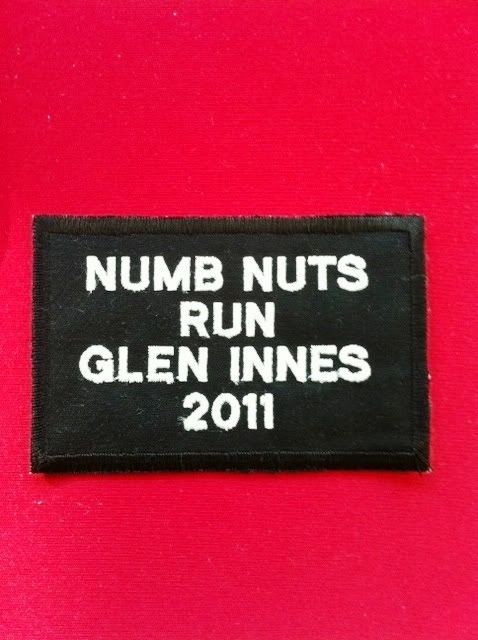 NUMB NUTS
RUN
GLEN INNES
2011